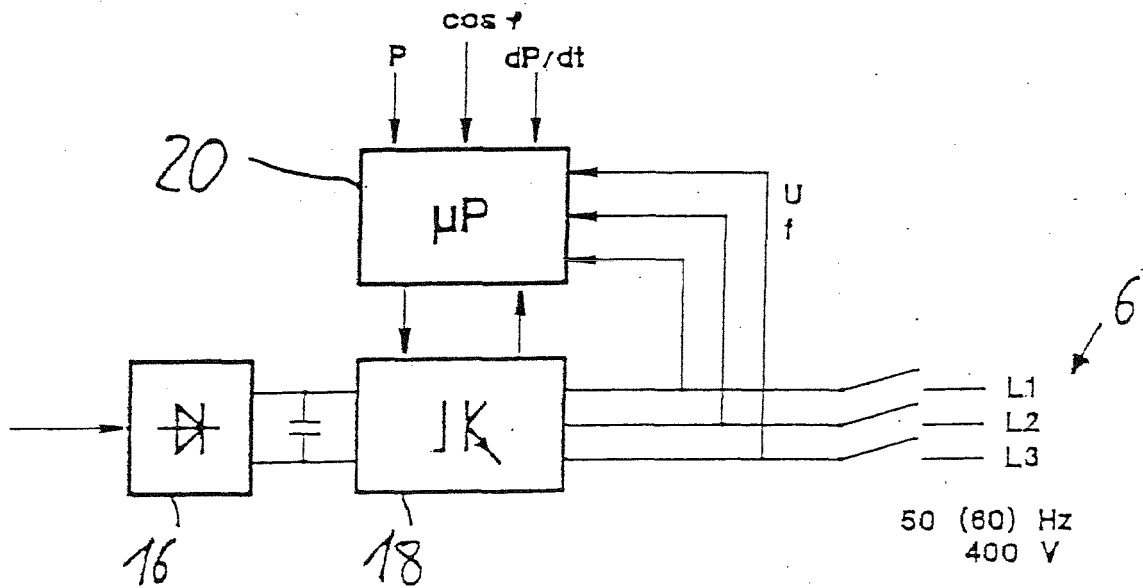 cos φ
P
dP/dt
20
μP
U
f
6
L1
L2
L3
16
18
50 (60) Hz
400 V